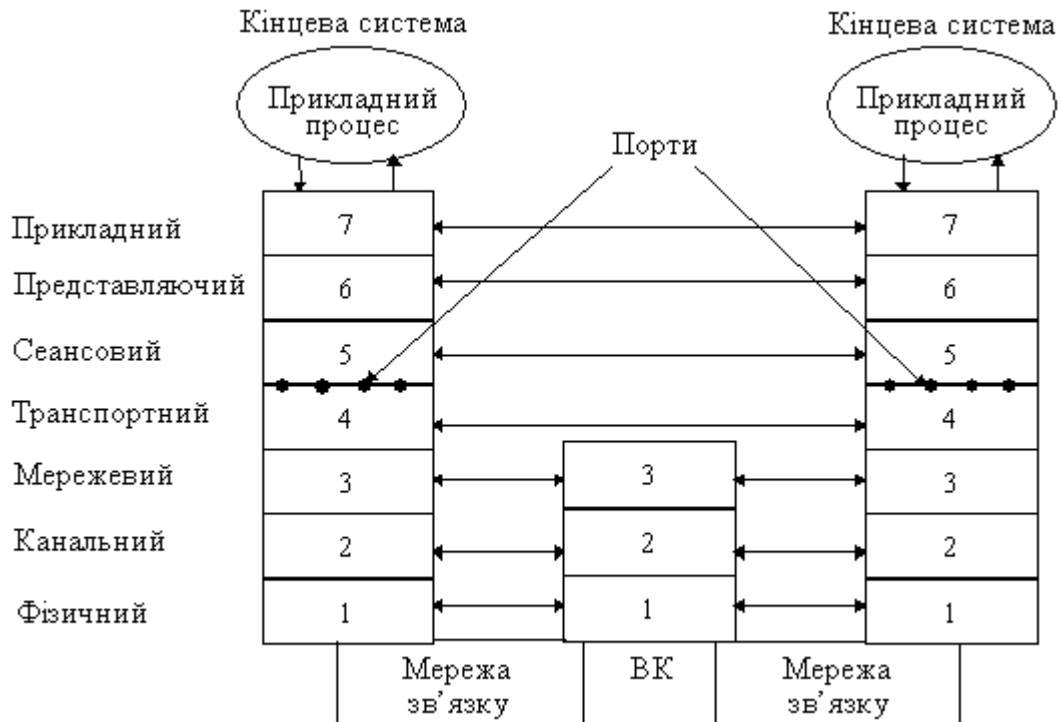 Кінцева система
Кінцева система
Прикладний
процес
Прикладний
процес
Порти
Прикладний
7
7
Представляючий
6
6
Сеансовий
5
5
Транспортний
4
4
Мережевий
3
3
3
Канальний
2
2
2
Фізичний
1
1
1
Мережа
зв’язку
ВК
Мережа
зв’язку